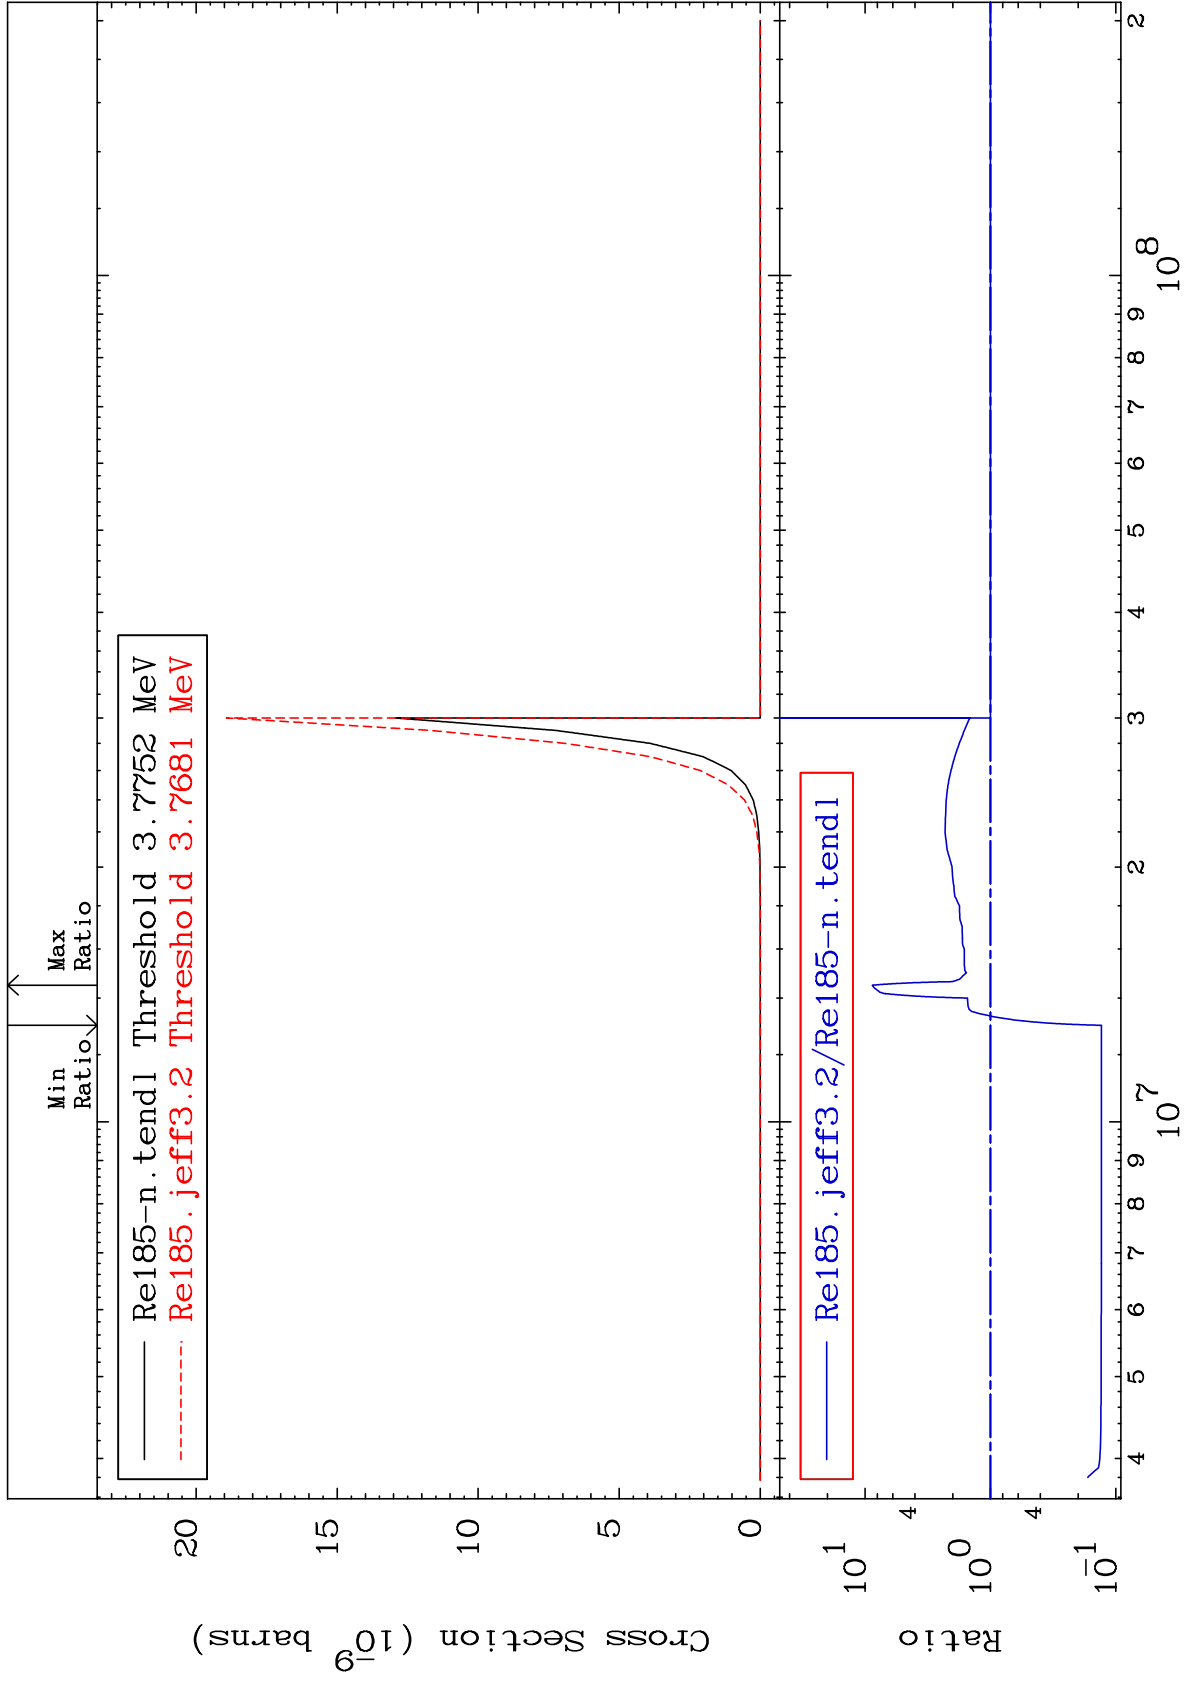 Min
Ratio
Max
Ratio
Re185-n.tendl Threshold 3.7752 MeV
Re185.jeff3.2 Threshold 3.7681 MeV
20
15
10
5
0
Cross Section (10⁻⁹ barns)
Re185.jeff3.2/Re185-n.tendl
10¹
4
10⁰
4
10⁻¹
Ratio
4 5 6 7 8 9 10⁷ 2 3 4 5 6 7 8 9 10⁸ 2